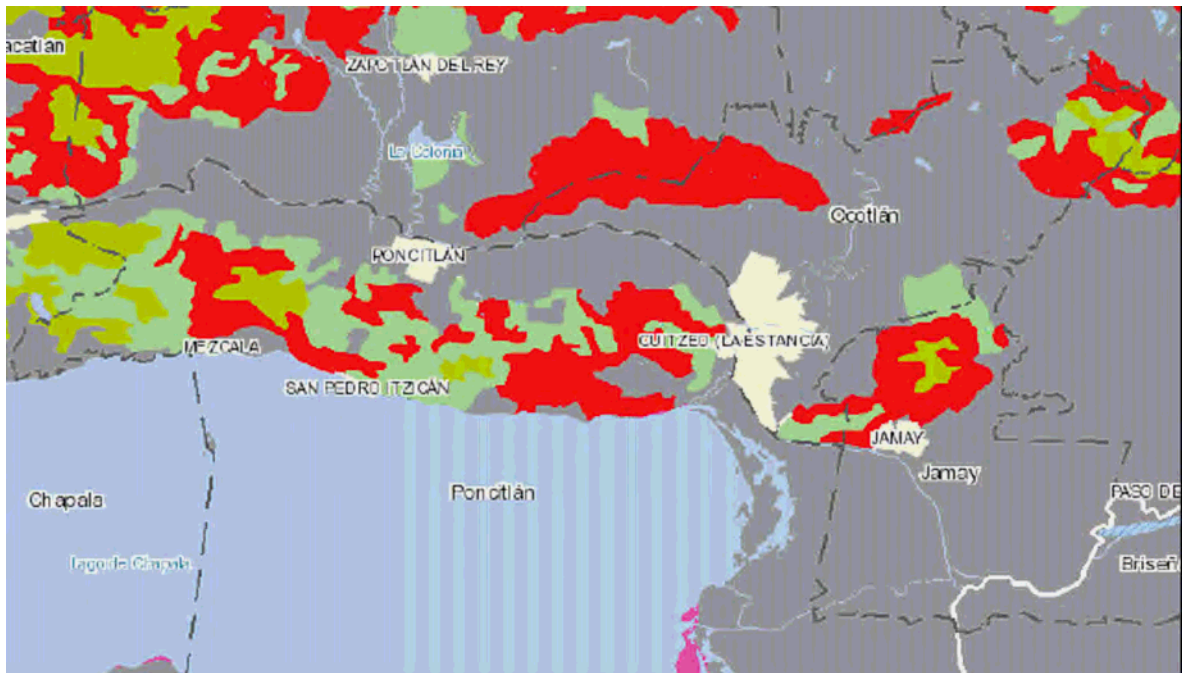 acatlán
ZAPOTLÁN DEL REY
La Colonia
Ocotlán
PONCITLÁN
MEZCALA
CUITZEO (LA ESTANCIA)
SAN PEDRO ITZICÁN
JAMAY
Jamay
Chapala
Poncitlán
PASO DE
Lago de Chapala
Briseñ